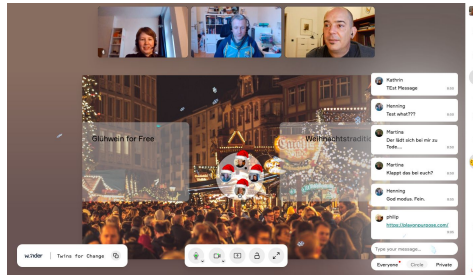 Kathrin
TEst Message
Henning
Test what???
Glühwein for Free
Martina
Der lädt sich bei mir zu
Tode....
Martina
Klappt das bei euch?
Henning
God modus. Fein.
philip
https://playonpurpose.com/
Type your message...
wonder
Twins for Change
Everyone
Circle
Private